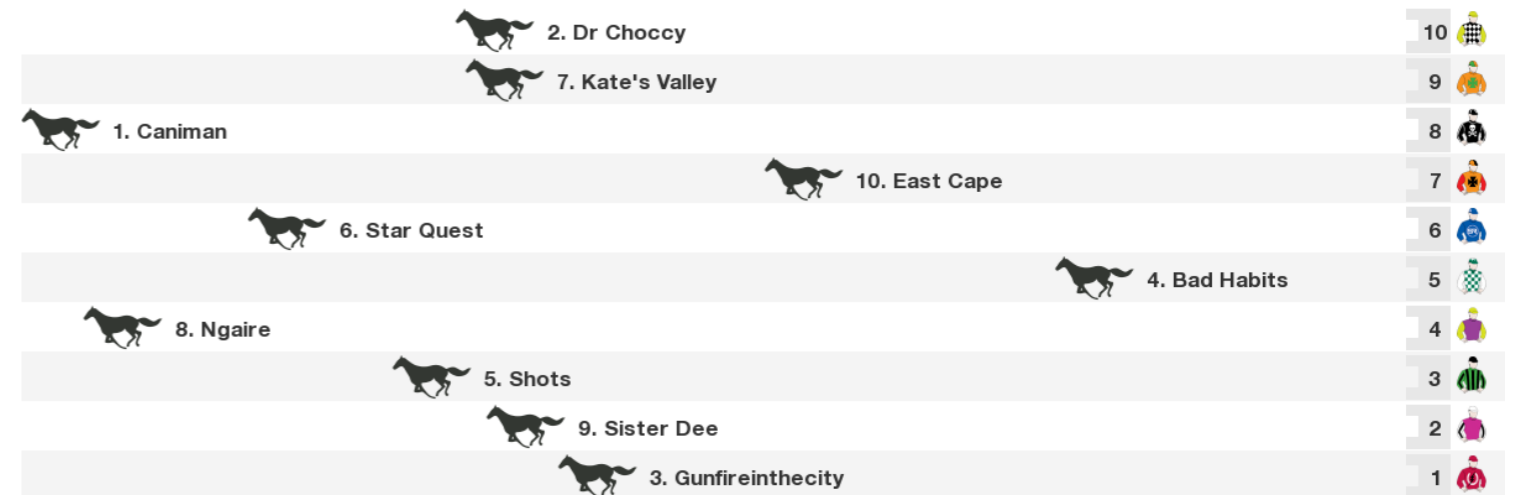 2. Dr Choccy 10
7. Kate's Valley 9
1. Caniman 8
10. East Cape 7
6. Star Quest 6
4. Bad Habits 5
8. Ngaire 4
5. Shots 3
9. Sister Dee 2
3. Gunfireinthecity 1